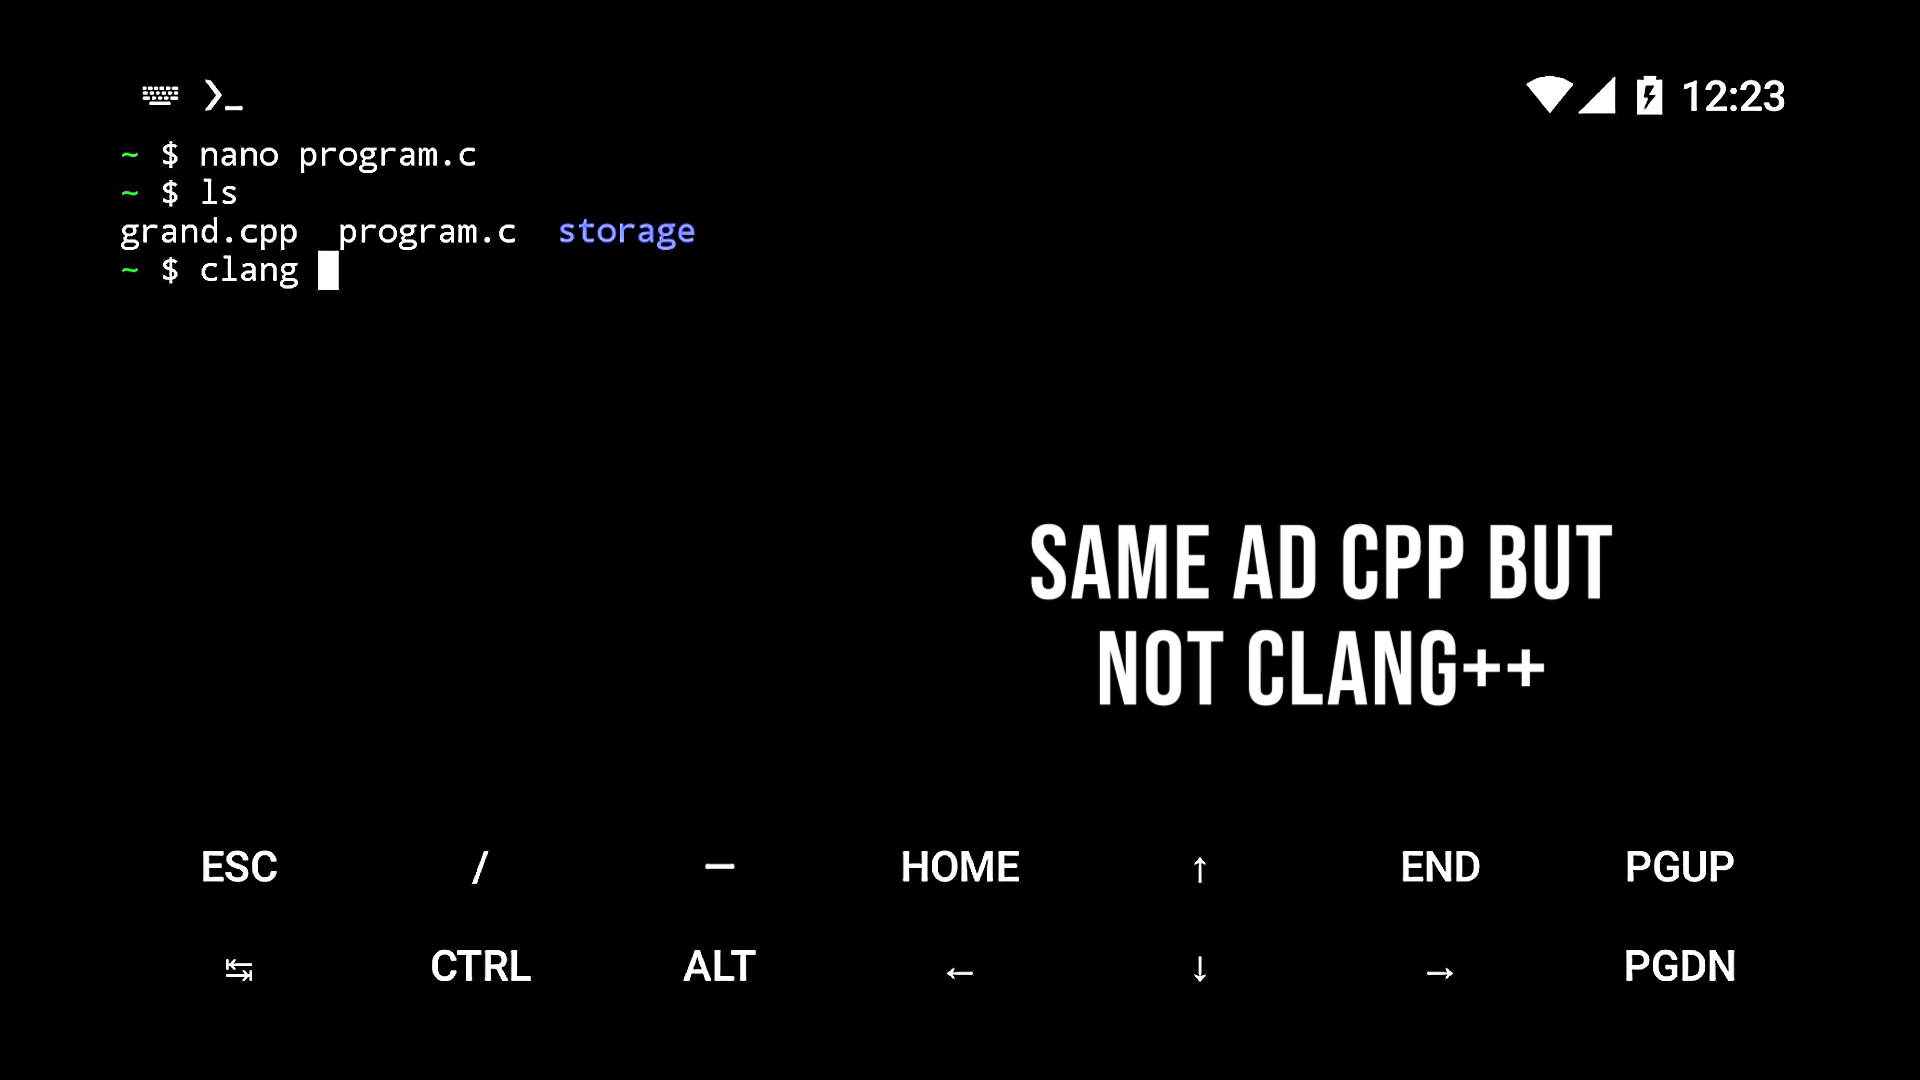 12:23
~ $ nano program.c
~ $ ls
grand.cpp  program.c  storage
~ $ clang
SAME AD CPP BUT
NOT CLANG++
ESC / — HOME ↑ END PGUP
↹ CTRL ALT ← ↓ → PGDN